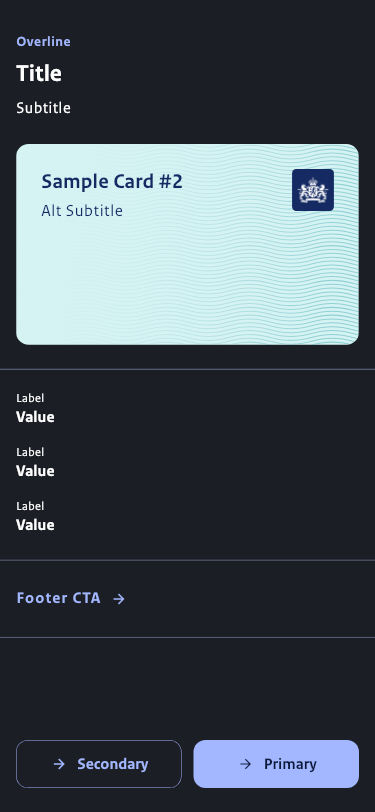 Overline
Title
Subtitle
Sample Card #2
Alt Subtitle
Label
Value
Label
Value
Label
Value
Footer CTA
Secondary
Primary